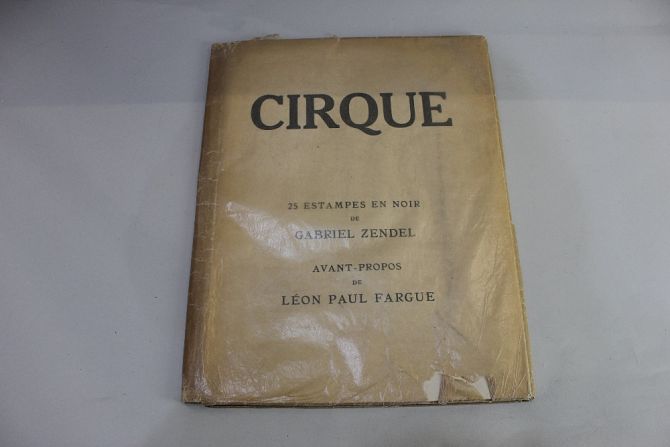 CIRQUE
25 ESTAMPES EN NOIR
DE
GABRIEL ZENDEL
AVANT-PROPOS
DE
LÉON PAUL FARGUE